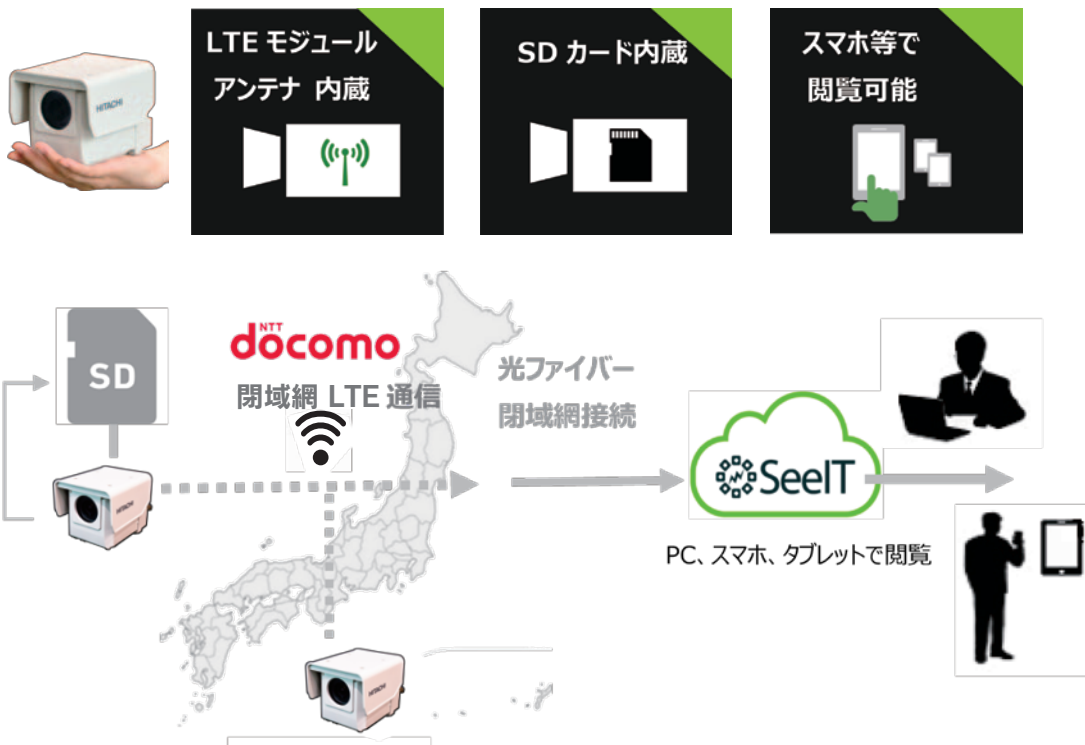 HITACHI
LTE モジュール
アンテナ 内蔵
SD カード内蔵
スマホ等で
閲覧可能
SD
NTT
döcomo
閉域網 LTE 通信
光ファイバー
閉域網接続
HITACHI
SeeIT
PC、スマホ、タブレットで閲覧
HITACHI